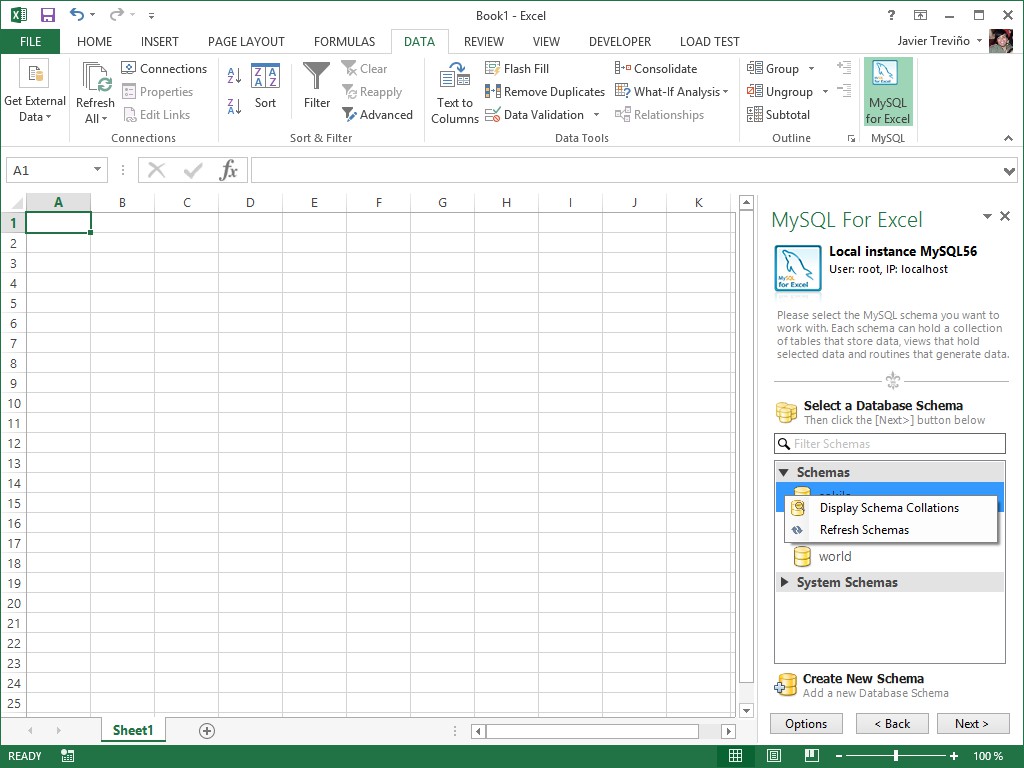 Book1 - Excel
?
FILE HOME INSERT PAGE LAYOUT FORMULAS DATA REVIEW VIEW DEVELOPER LOAD TEST Javier Treviño
Get External
Data
Refresh
All
Connections
Properties
Edit Links
Connections
Sort
Filter
Clear
Reapply
Advanced
Sort & Filter
Text to
Columns
Flash Fill
Remove Duplicates
Data Validation
Consolidate
What-If Analysis
Relationships
Data Tools
Group
Ungroup
Subtotal
Outline
MySQL
for Excel
MySQL
A1
fx
A B C D E F G H I J K
1
2
3
4
5
6
7
8
9
10
11
12
13
14
15
16
17
18
19
20
21
22
23
24
25
MySQL For Excel
MySQL
for Excel
Local instance MySQL56
User: root, IP: localhost
Please select the MySQL schema you want to
work with. Each schema can hold a collection
of tables that store data, views that hold
selected data and routines that generate data.
Select a Database Schema
Then click the [Next>] button below
Filter Schemas
Schemas
Display Schema Collations
Refresh Schemas
world
System Schemas
Create New Schema
Add a new Database Schema
Options < Back Next >
Sheet1
READY
100 %